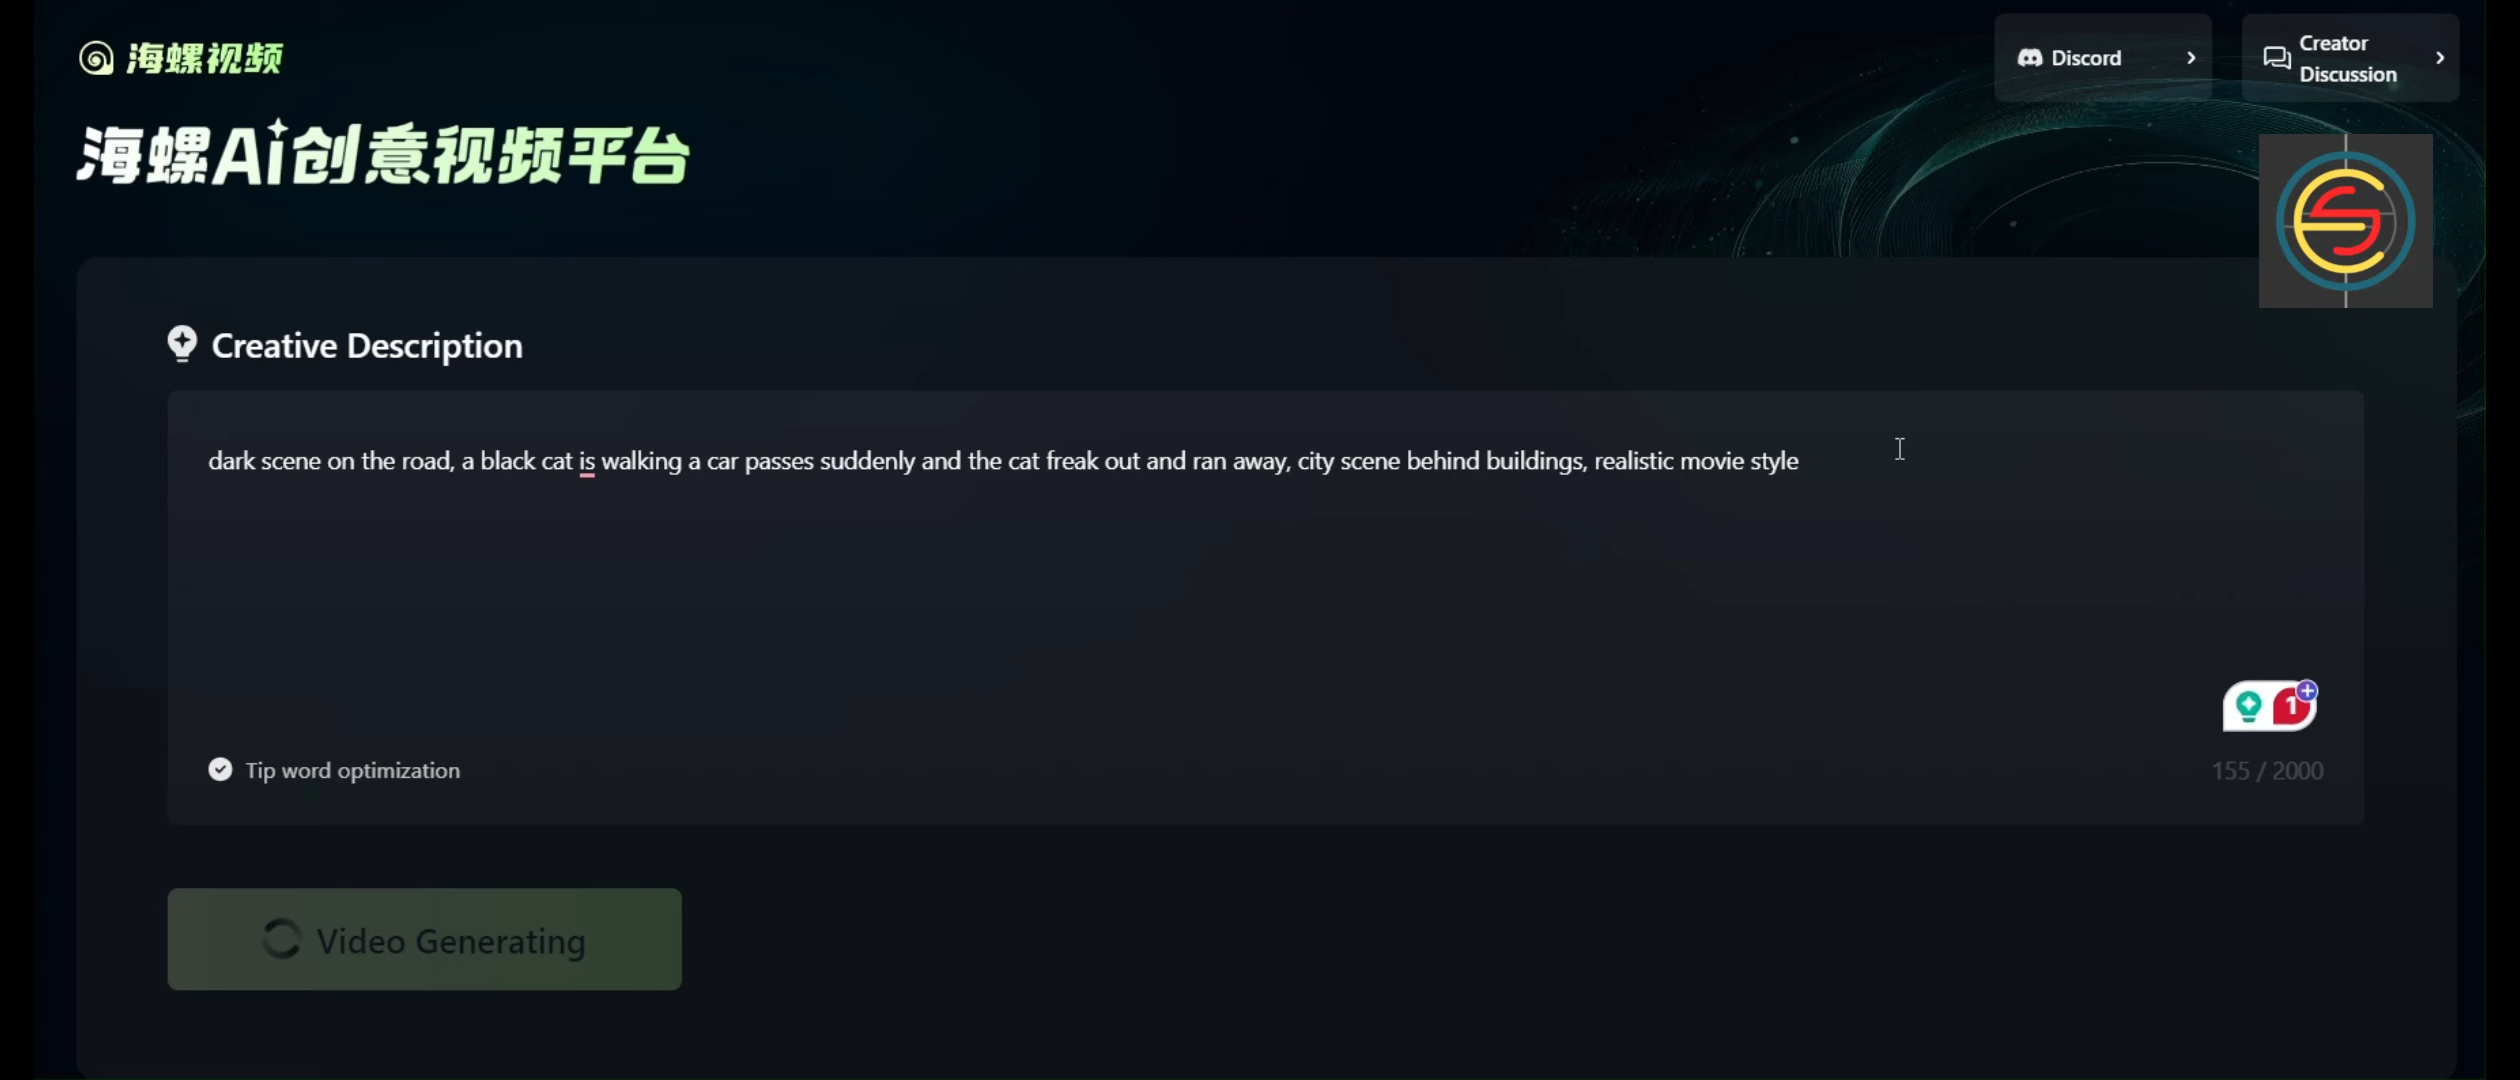 海螺视频
Discord
Creator
Discussion
海螺Ai创意视频平台
Creative Description
dark scene on the road, a black cat is walking a car passes suddenly and the cat freak out and ran away, city scene behind buildings, realistic movie style
1
Tip word optimization
155 / 2000
Video Generating